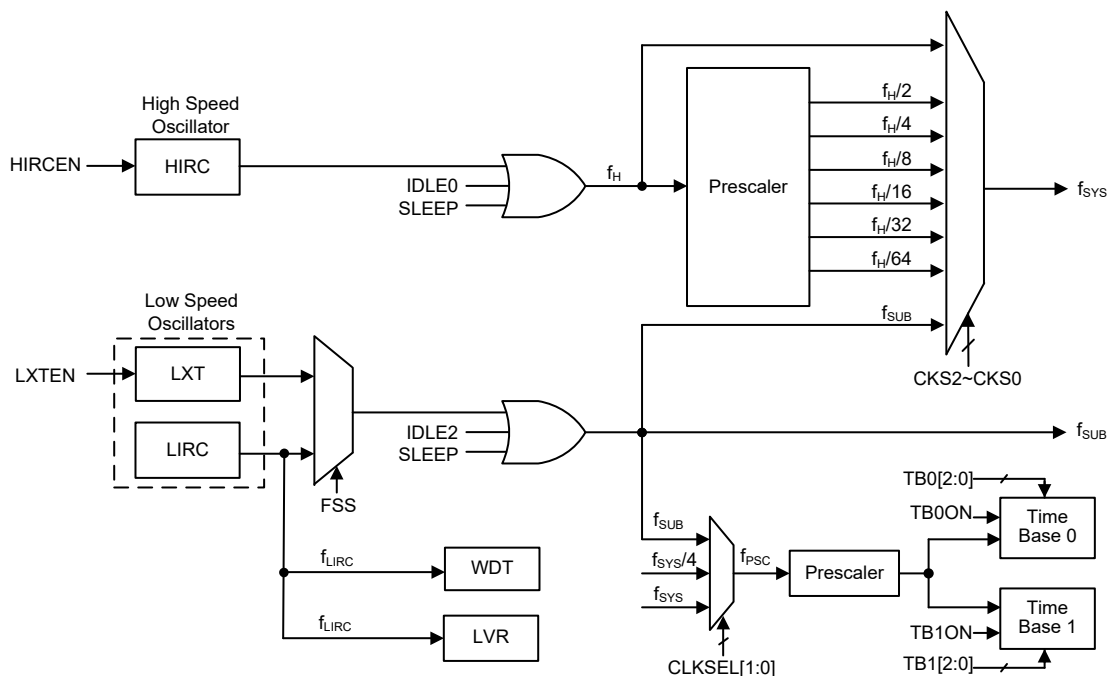 High Speed
Oscillator
HIRCEN
HIRC
IDLE0
SLEEP
fH
Prescaler
fH/2
fH/4
fH/8
fH/16
fH/32
fH/64
fSUB
fSYS
CKS2~CKS0
Low Speed
Oscillators
LXTEN
LXT
LIRC
FSS
IDLE2
SLEEP
fSUB
fLIRC
WDT
fLIRC
LVR
fSUB
fSYS/4
fSYS
CLKSEL[1:0]
fPSC
Prescaler
TB0[2:0]
TB0ON
Time
Base 0
Time
Base 1
TB1ON
TB1[2:0]